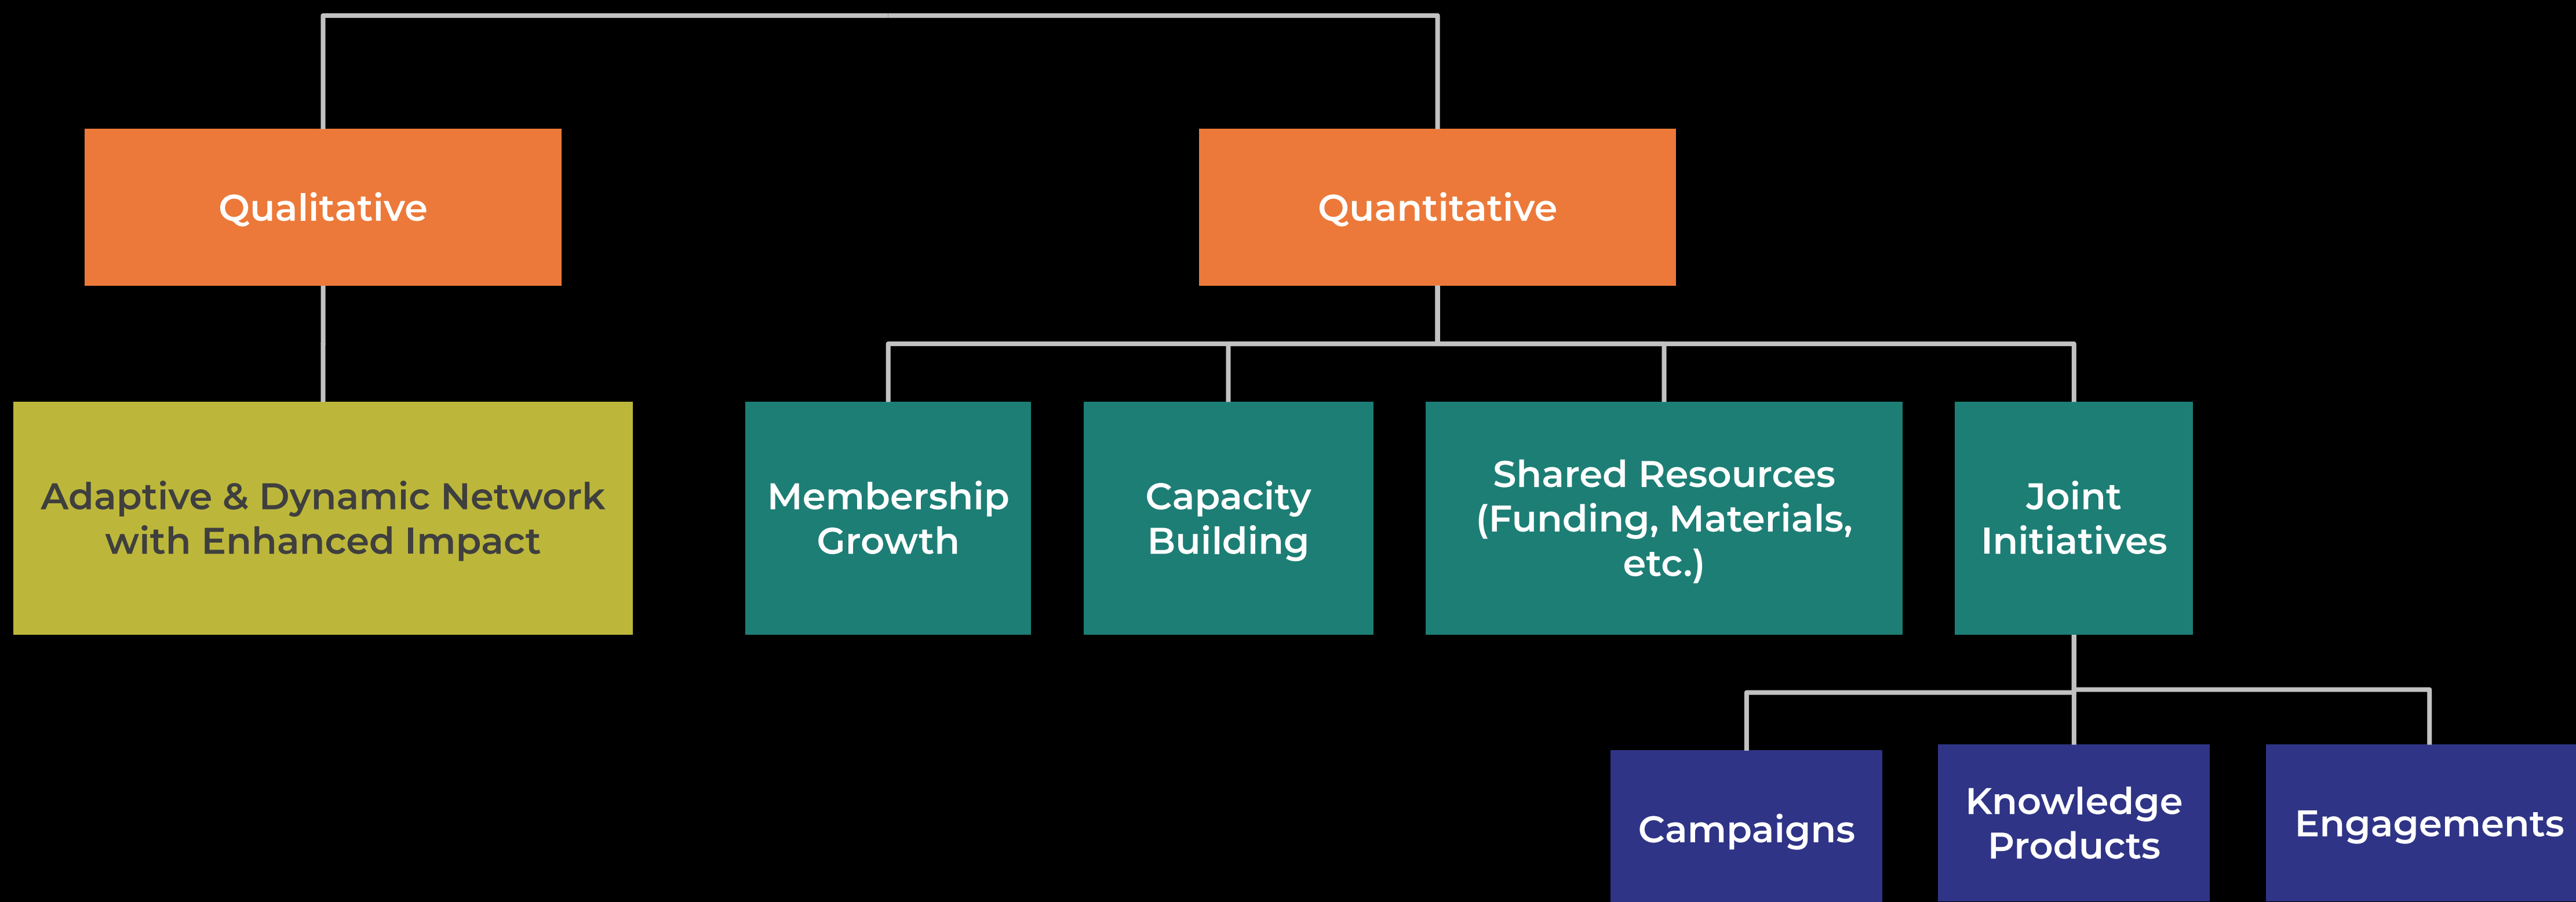 Qualitative
Quantitative
Adaptive & Dynamic Network
with Enhanced Impact
Membership
Growth
Capacity
Building
Shared Resources
(Funding, Materials,
etc.)
Joint
Initiatives
Campaigns
Knowledge
Products
Engagements